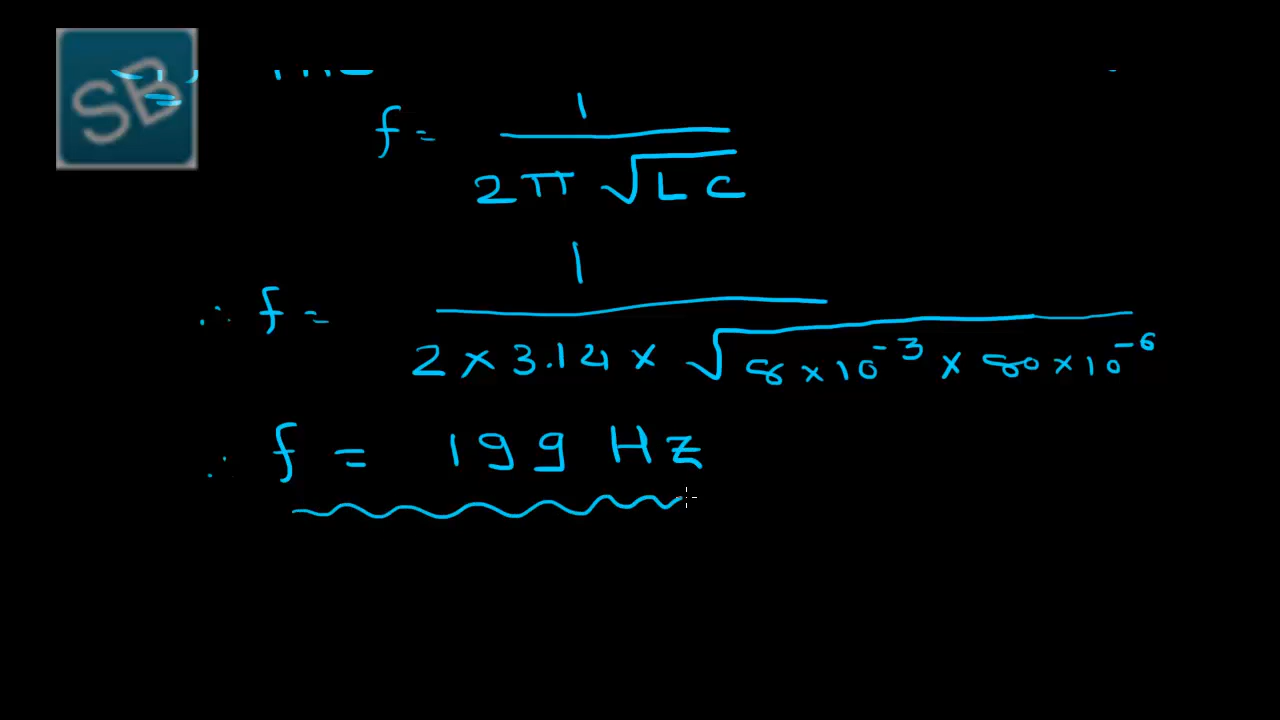 SB
f = 1 / 2π √LC
∴ f = 1 / 2 × 3.14 × √8 × 10⁻³ × 80 × 10⁻⁶
∴ f = 199 Hz